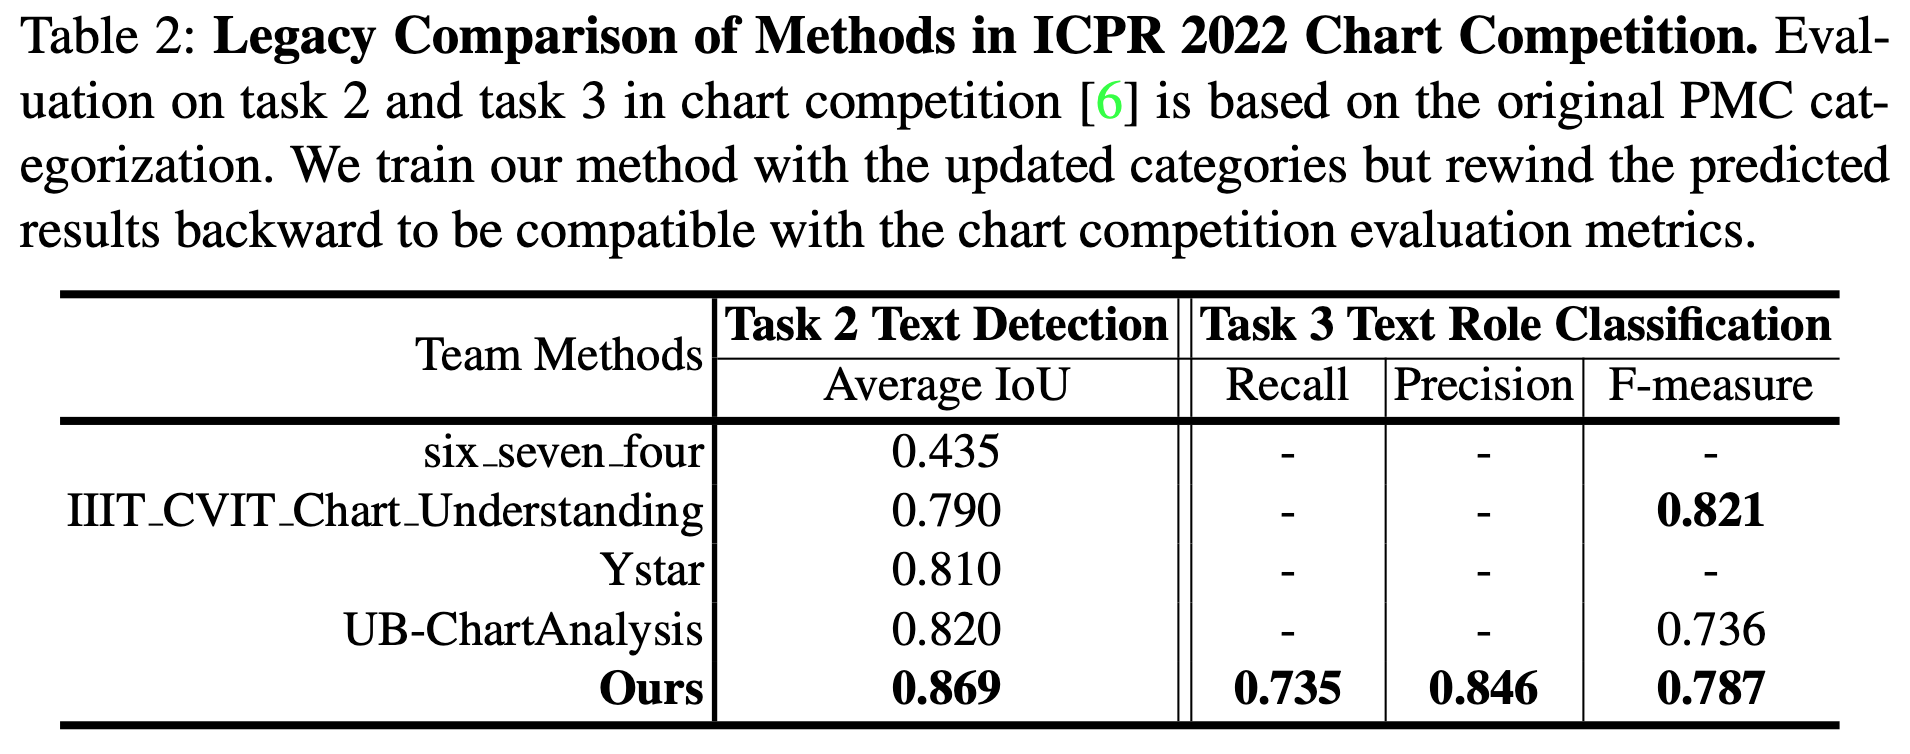 Table 2: Legacy Comparison of Methods in ICPR 2022 Chart Competition. Eval-
uation on task 2 and task 3 in chart competition [6] is based on the original PMC cat-
egorization. We train our method with the updated categories but rewind the predicted
results backward to be compatible with the chart competition evaluation metrics.
Team Methods Task 2 Text Detection Task 3 Text Role Classification
Average IoU Recall Precision F-measure
six_seven_four 0.435 - - -
IIIT_CVIT_Chart_Understanding 0.790 - - 0.821
Ystar 0.810 - - -
UB-ChartAnalysis 0.820 - - 0.736
Ours 0.869 0.735 0.846 0.787